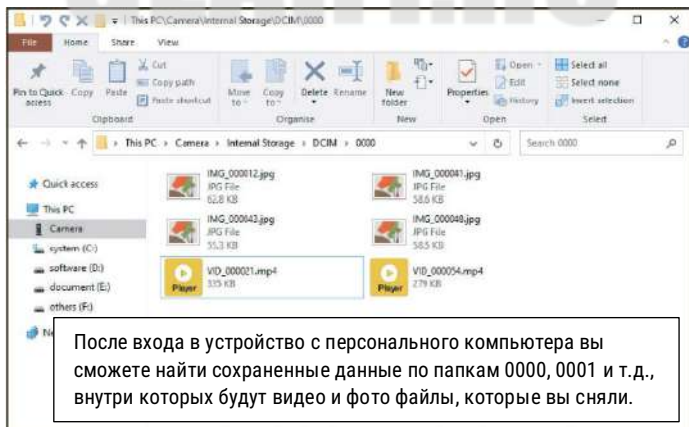 This PC\Camera\Internal Storage\DCIM\0000
File Home Share View
Pin to Quick access
Copy
Paste
Cut
Copy path
Paste shortcut
Move to
Copy to
Delete
Rename
New folder
Properties
Open
Edit
History
Select all
Select none
Invert selection
Clipboard Organise New Open Select
This PC > Camera > Internal Storage > DCIM > 0000
Search 0000
Quick access
This PC
Camera
system (C:)
software (D:)
document (E:)
others (F:)
IMG_000012.jpg
JPG File
62.8 KB
IMG_000041.jpg
JPG File
58.6 KB
IMG_000043.jpg
JPG File
55.3 KB
IMG_000048.jpg
JPG File
58.5 KB
Player
VID_000021.mp4
335 KB
Player
VID_000054.mp4
279 KB
После входа в устройство с персонального компьютера вы
сможете найти сохраненные данные по папкам 0000, 0001 и т.д.,
внутри которых будут видео и фото файлы, которые вы сняли.